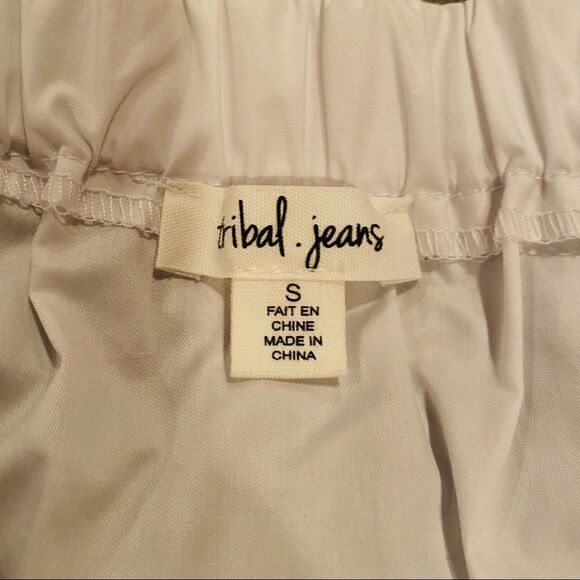 tribal.jeans
S
FAIT EN
CHINE
MADE IN
CHINA